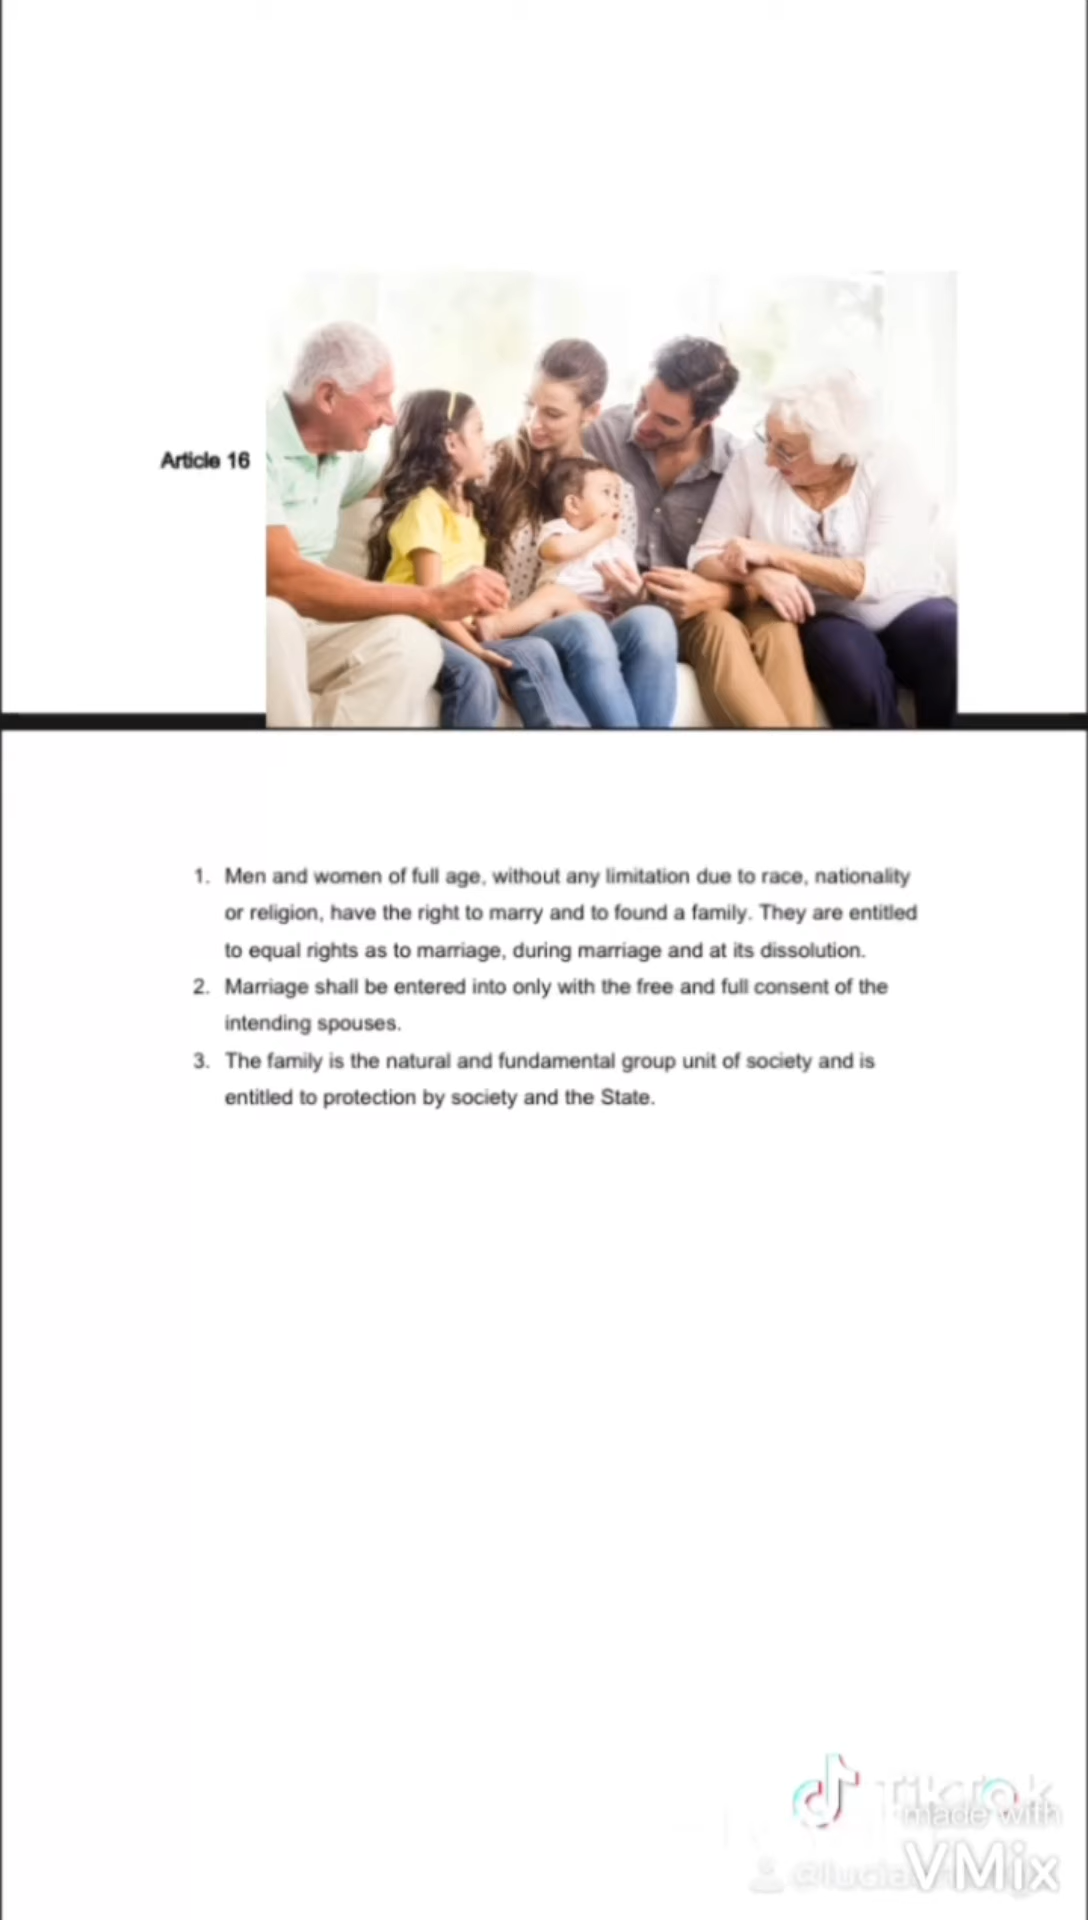 Article 16
1. Men and women of full age, without any limitation due to race, nationality
or religion, have the right to marry and to found a family. They are entitled
to equal rights as to marriage, during marriage and at its dissolution.
2. Marriage shall be entered into only with the free and full consent of the
intending spouses.
3. The family is the natural and fundamental group unit of society and is
entitled to protection by society and the State.
TikTok
made with
VMix